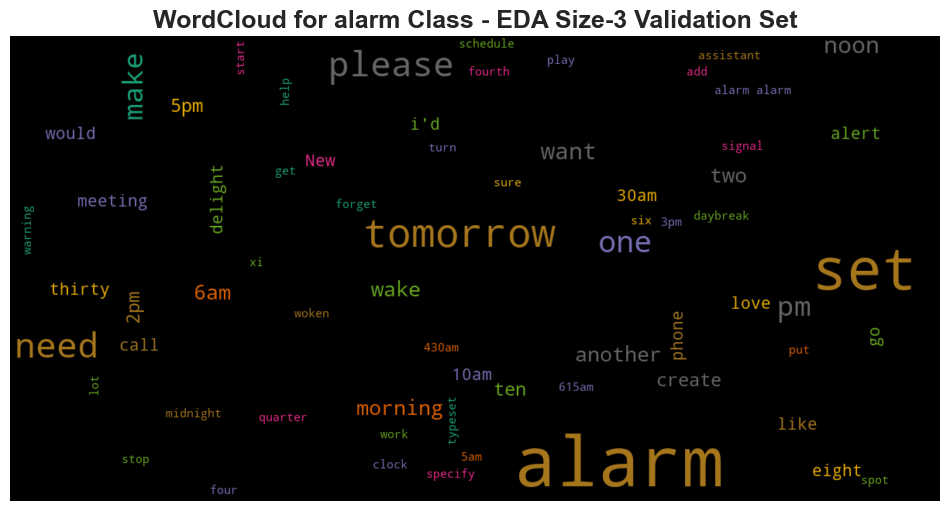 WordCloud for alarm Class - EDA Size-3 Validation Set
schedule
noon
start
assistant
play
please
fourth
add
make
help
alarm alarm
5pm
i'd
would
alert
turn
signal
want
New
get
two
sure
delight
30am
meeting
forget
daybreak
six
3pm
warning
tomorrow
one
xi
set
thirty
6am
wake
love
2pm
pm
woken
phone
go
need
call
430am
another
put
lot
10am
615am
ten
create
midnight
quarter
morning
typeset
like
work
stop
clock
5am
specify
alarm
eight
spot
four